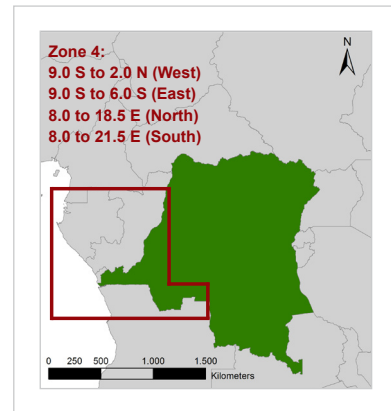 Zone 4:
9.0 S to 2.0 N (West)
9.0 S to 6.0 S (East)
8.0 to 18.5 E (North)
8.0 to 21.5 E (South)
N
0 250 500 1.000 1.500
Kilometers